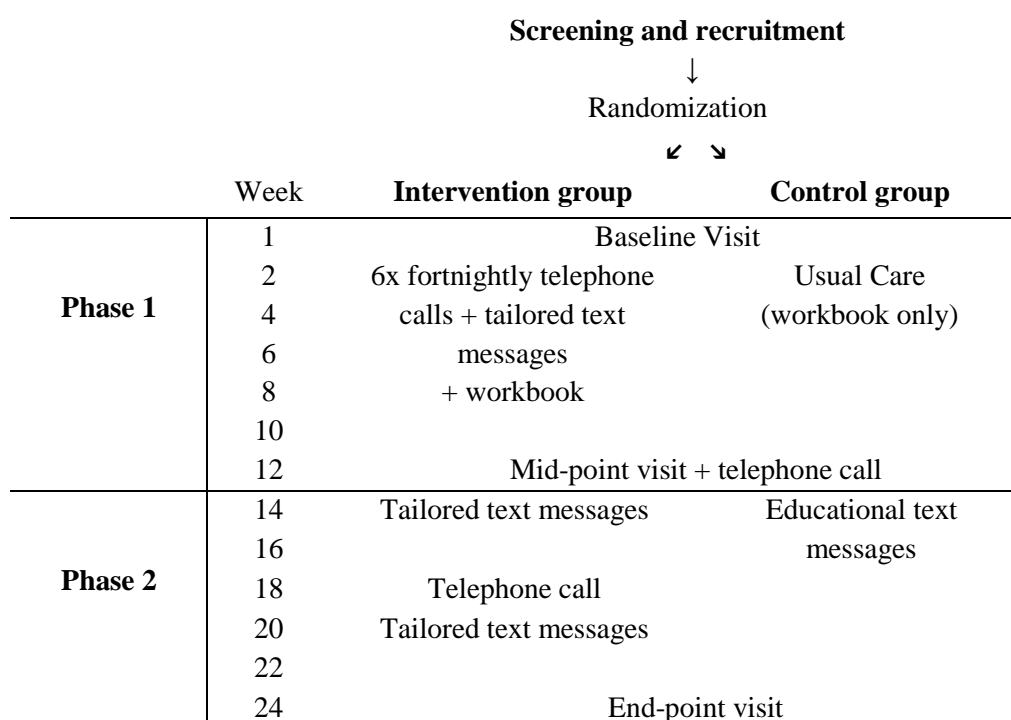 Screening and recruitment
↓
Randomization
↙ ↘
Week Intervention group Control group
1 Baseline Visit
2 6x fortnightly telephone Usual Care
Phase 1 4 calls + tailored text (workbook only)
6 messages
8 + workbook
10
12 Mid-point visit + telephone call
14 Tailored text messages Educational text
16 messages
Phase 2 18 Telephone call
20 Tailored text messages
22
24 End-point visit